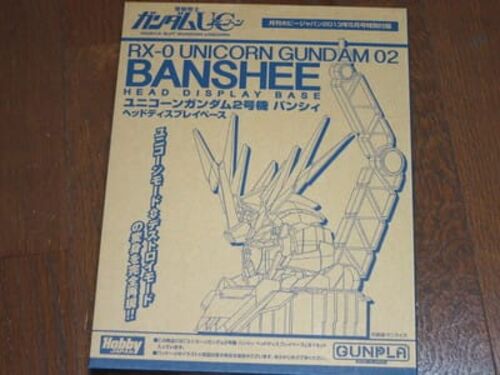 機動戦士
ガンダムUC
MOBILE SUIT GUNDAM UNICORN
月刊ホビージャパン2013年5月号特別付録
RX-0 UNICORN GUNDAM 02
BANSHEE
HEAD DISPLAY BASE
ユニコーンガンダム2号機 バンシィ
ヘッドディスプレイベース
ユニコーンモード⇔デストロイモード
の変身を完全再現!!
Hobby
JAPAN
GUNPLA